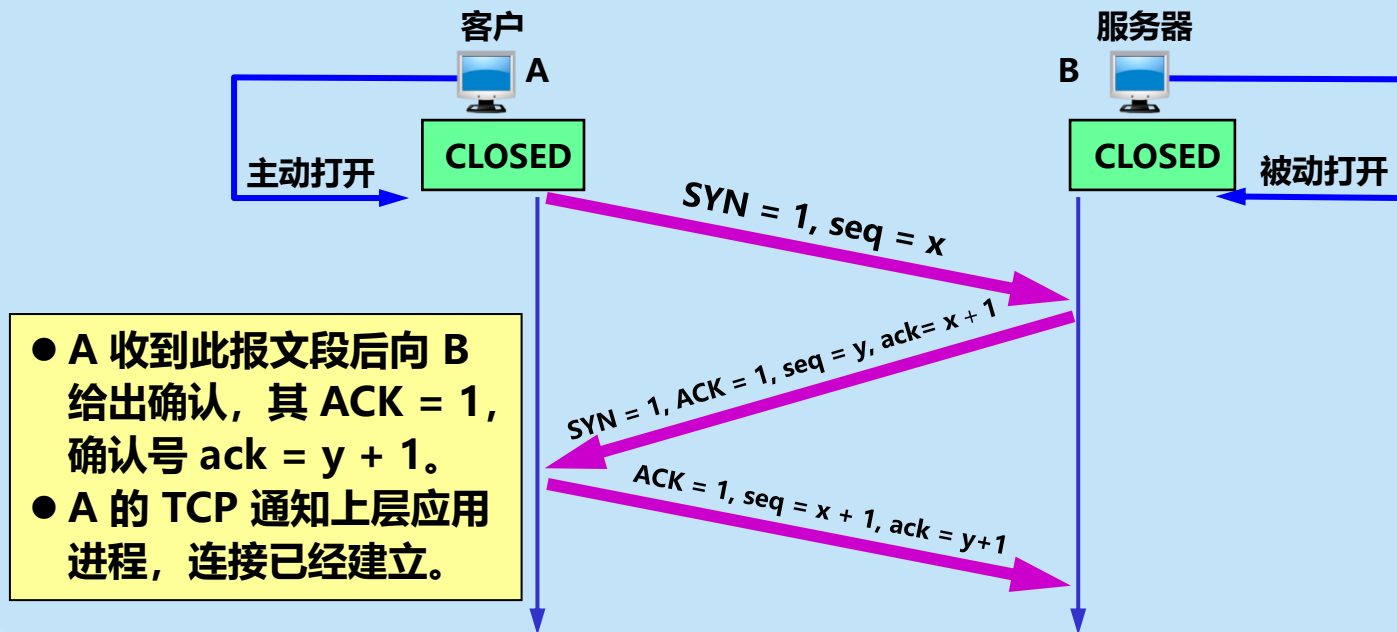 客户
服务器
A
B
CLOSED
CLOSED
主动打开
被动打开
SYN = 1, seq = x
SYN = 1, ACK = 1, seq = y, ack= x + 1
● A 收到此报文段后向 B
给出确认，其 ACK = 1，
确认号 ack = y + 1。
● A 的 TCP 通知上层应用
进程，连接已经建立。
ACK = 1, seq = x + 1, ack = y+1